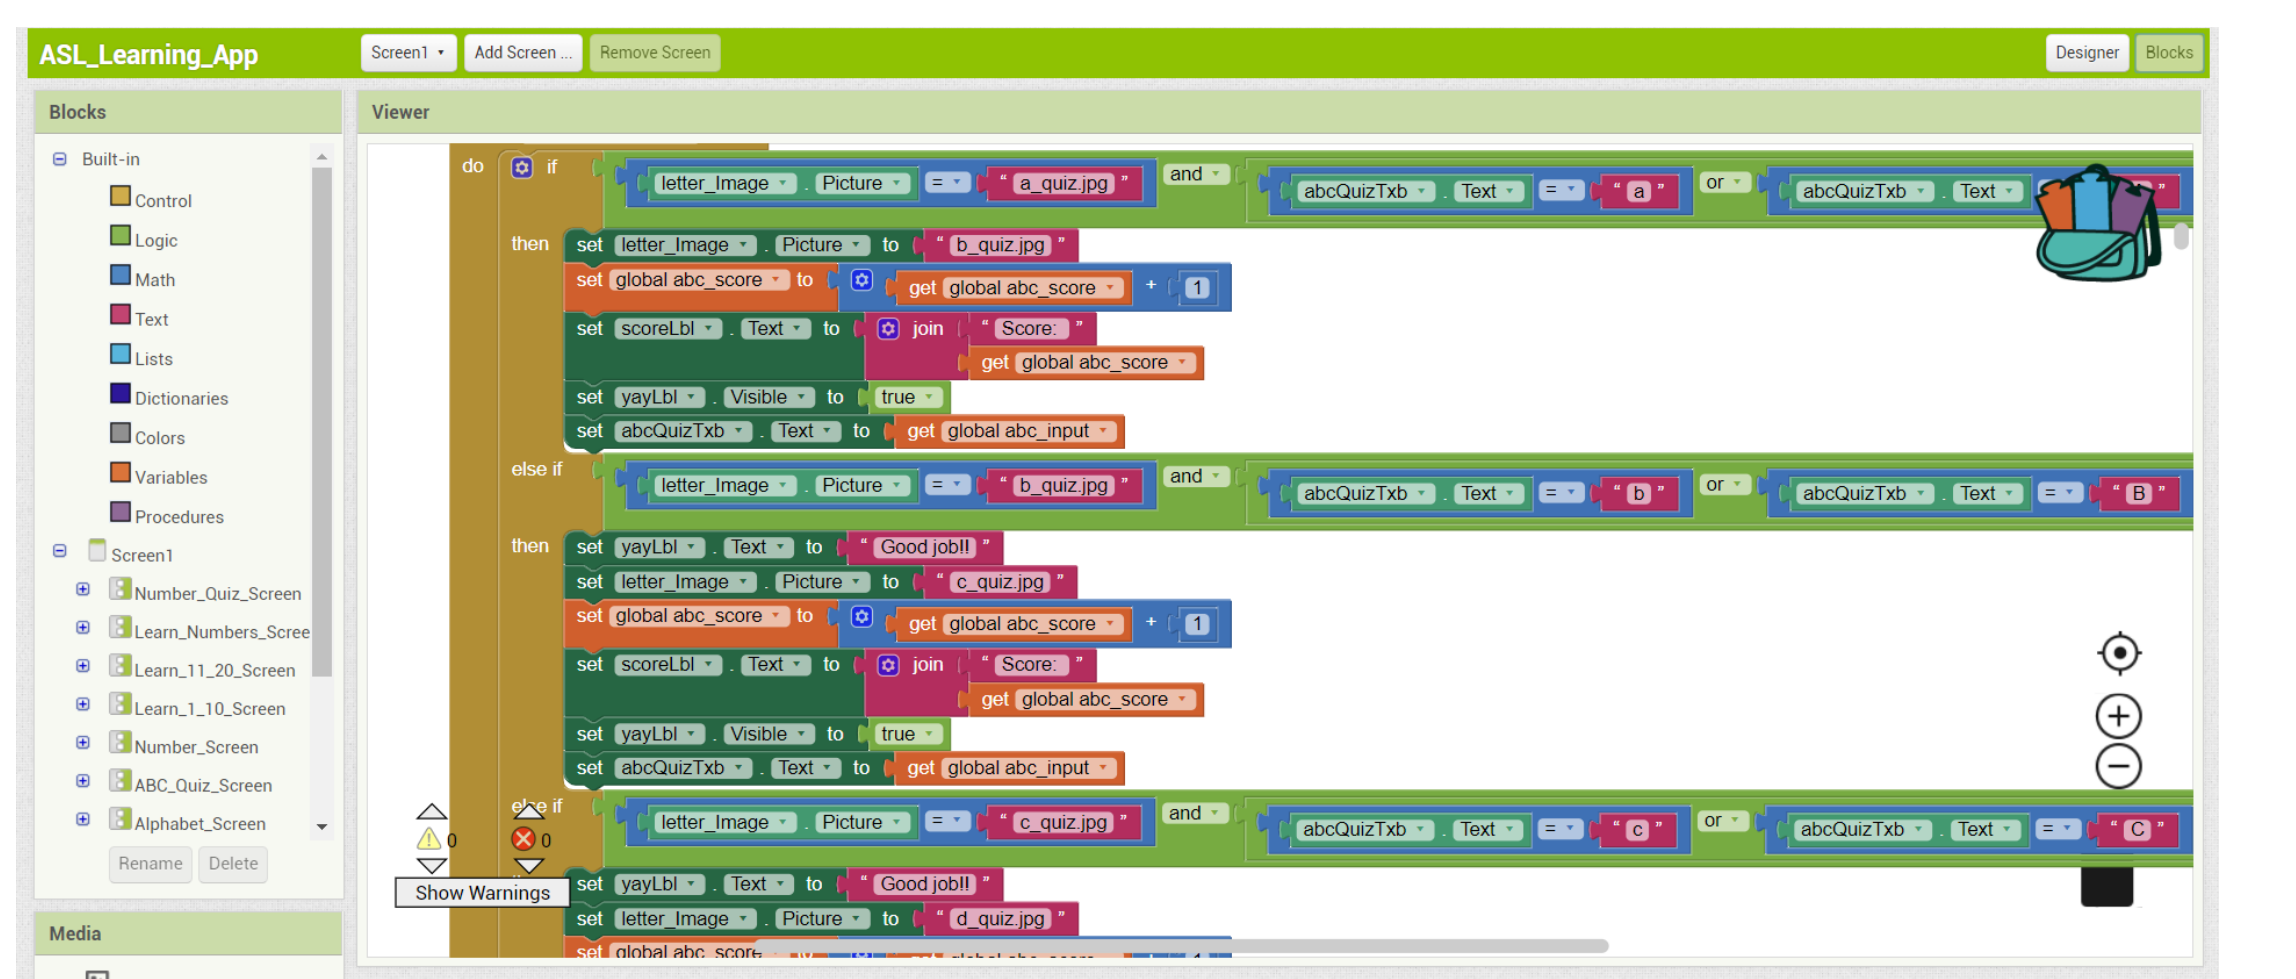 ASL_Learning_App Screen1 Add Screen ... Remove Screen Designer Blocks
Blocks
Built-in
Control
Logic
Math
Text
Lists
Dictionaries
Colors
Variables
Procedures
Screen1
Number_Quiz_Screen
Learn_Numbers_Scree
Learn_11_20_Screen
Learn_1_10_Screen
Number_Screen
ABC_Quiz_Screen
Alphabet_Screen
Rename Delete
Media
Viewer
do if letter_Image . Picture = " a_quiz.jpg " and abcQuizTxb . Text = " a " or abcQuizTxb . Text "
then set letter_Image . Picture to " b_quiz.jpg "
set global abc_score to get global abc_score + 1
set scoreLbl . Text to join " Score: "
get global abc_score
set yayLbl . Visible to true
set abcQuizTxb . Text to get global abc_input
else if letter_Image . Picture = " b_quiz.jpg " and abcQuizTxb . Text = " b " or abcQuizTxb . Text = " B "
then set yayLbl . Text to " Good job!! "
set letter_Image . Picture to " c_quiz.jpg "
set global abc_score to get global abc_score + 1
set scoreLbl . Text to join " Score: "
get global abc_score
set yayLbl . Visible to true
set abcQuizTxb . Text to get global abc_input
else if letter_Image . Picture = " c_quiz.jpg " and abcQuizTxb . Text = " c " or abcQuizTxb . Text = " C "
0 0
Show Warnings
set yayLbl . Text to " Good job!! "
set letter_Image . Picture to " d_quiz.jpg "
set global abc_score to